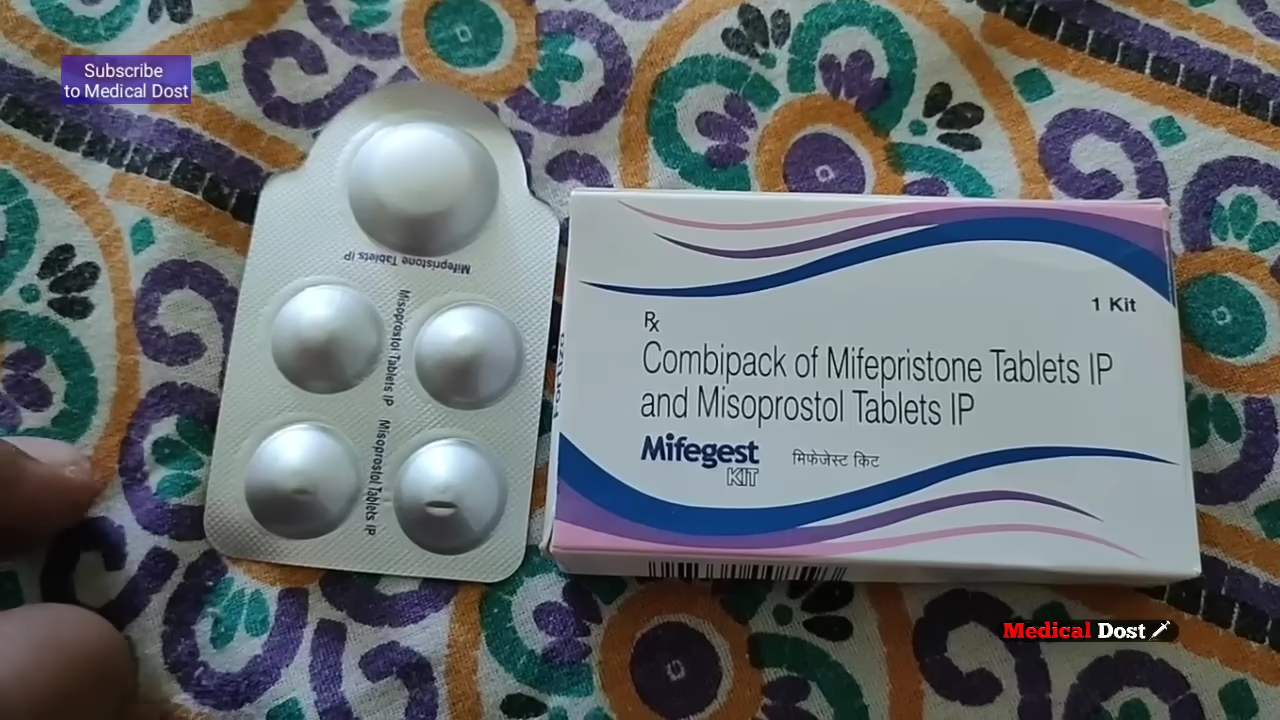 Subscribe
to Medical Dost
Mifepristone Tablets IP
Misoprostol Tablets IP
Misoprostol Tablets IP
1 Kit
Rx
Combipack of Mifepristone Tablets IP
and Misoprostol Tablets IP
Mifegest
KIT
मिफेजेस्ट किट
Medical Dost